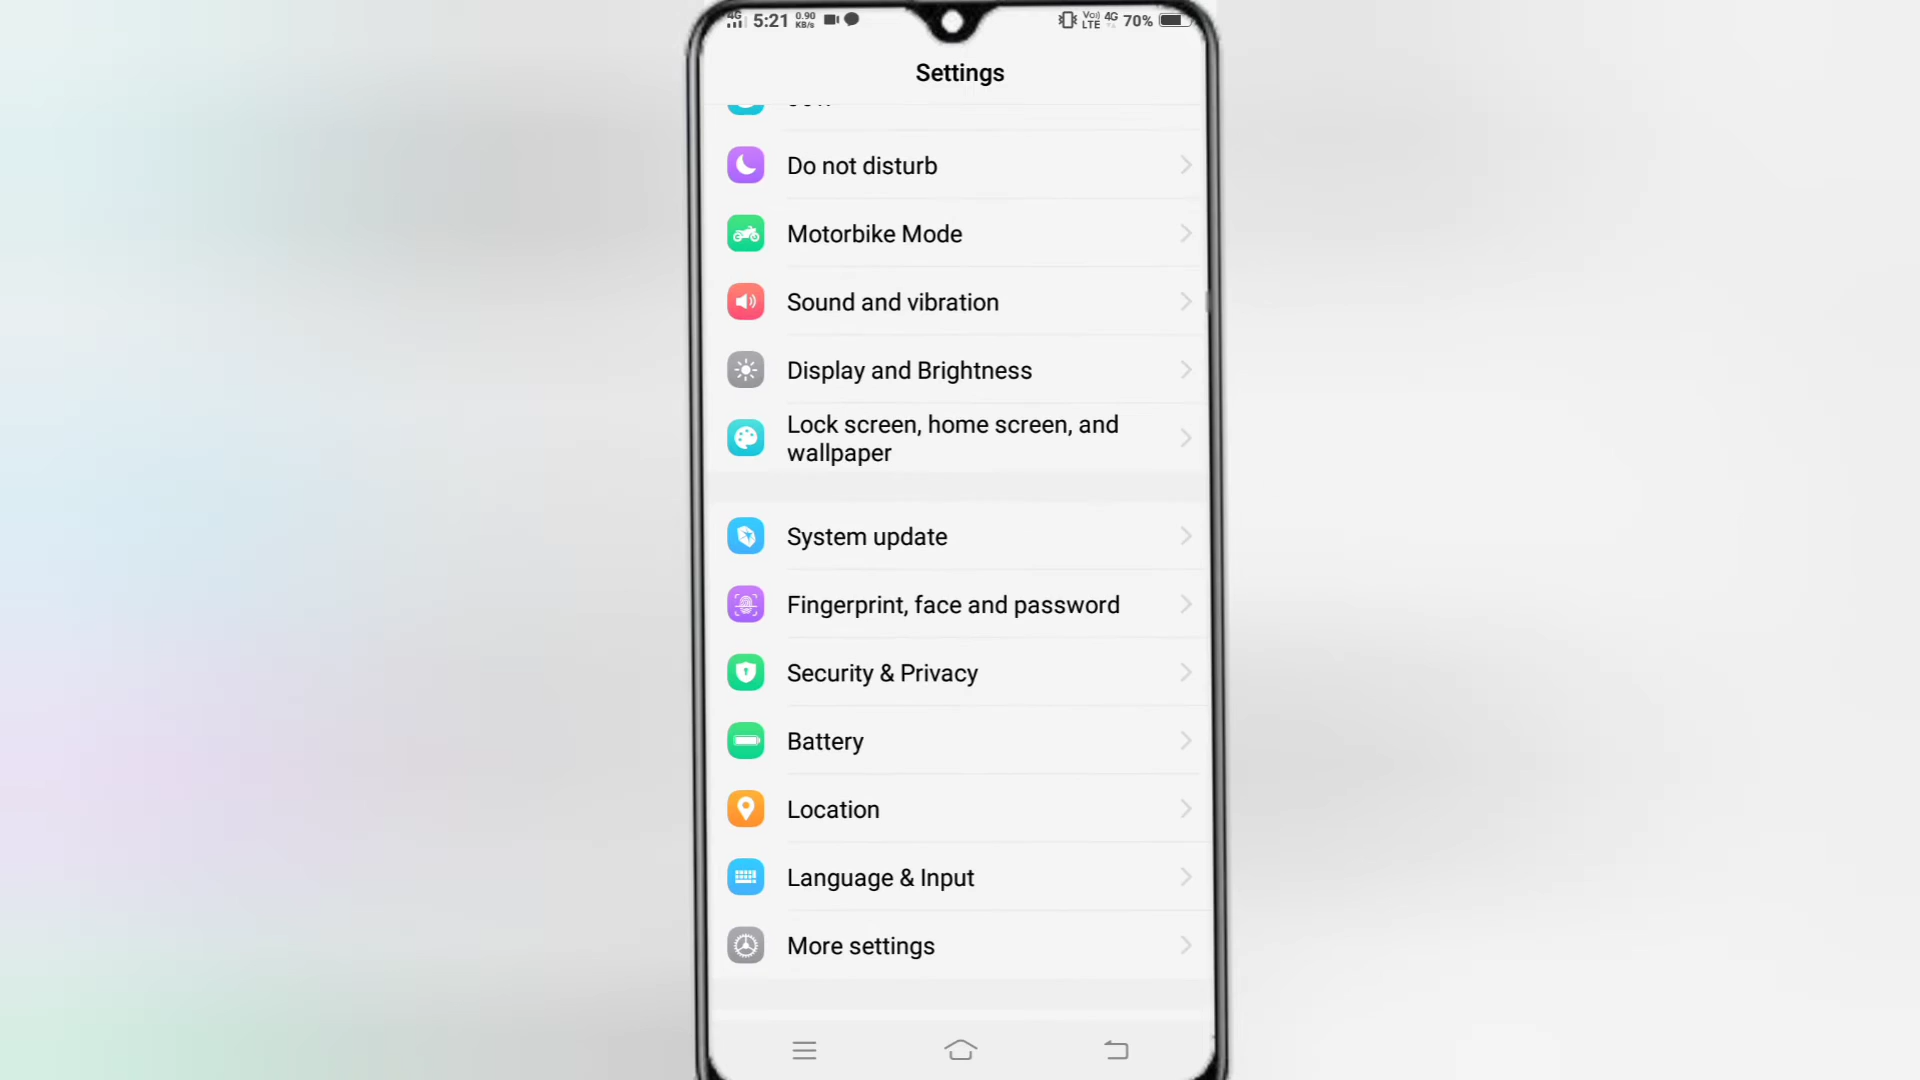 4G 5:21 0.90 KB/s Vo) LTE 4G 70%
Settings
Do not disturb
Motorbike Mode
Sound and vibration
Display and Brightness
Lock screen, home screen, and
wallpaper
System update
Fingerprint, face and password
Security & Privacy
Battery
Location
Language & Input
More settings